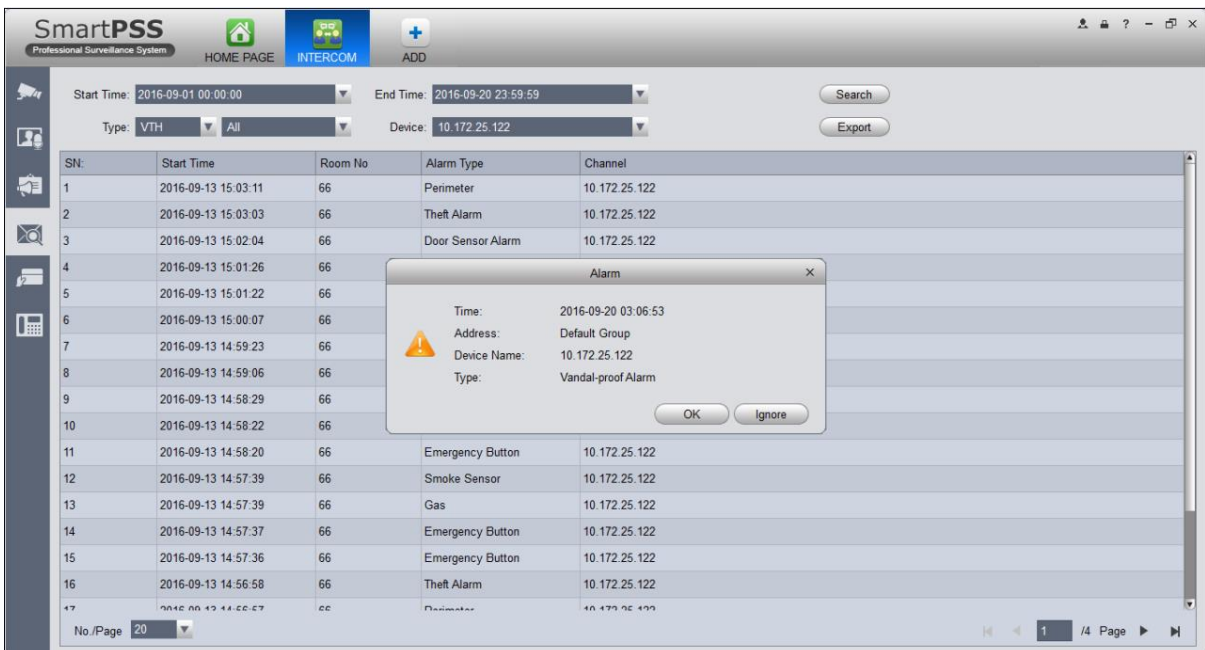 SmartPSS
Professional Surveillance System
HOME PAGE
INTERCOM
ADD
Start Time: 2016-09-01 00:00:00 End Time: 2016-09-20 23:59:59 Search
Type: VTH All Device: 10.172.25.122 Export
SN: Start Time Room No Alarm Type Channel
1 2016-09-13 15:03:11 66 Perimeter 10.172.25.122
2 2016-09-13 15:03:03 66 Theft Alarm 10.172.25.122
3 2016-09-13 15:02:04 66 Door Sensor Alarm 10.172.25.122
4 2016-09-13 15:01:26 66
5 2016-09-13 15:01:22 66
6 2016-09-13 15:00:07 66
7 2016-09-13 14:59:23 66
8 2016-09-13 14:59:06 66
9 2016-09-13 14:58:29 66
10 2016-09-13 14:58:22 66
Alarm
Time: 2016-09-20 03:06:53
Address: Default Group
Device Name: 10.172.25.122
Type: Vandal-proof Alarm
OK Ignore
11 2016-09-13 14:58:20 66 Emergency Button 10.172.25.122
12 2016-09-13 14:57:39 66 Smoke Sensor 10.172.25.122
13 2016-09-13 14:57:39 66 Gas 10.172.25.122
14 2016-09-13 14:57:37 66 Emergency Button 10.172.25.122
15 2016-09-13 14:57:36 66 Emergency Button 10.172.25.122
16 2016-09-13 14:56:58 66 Theft Alarm 10.172.25.122
17 2016-09-13 14:56:57 66 Perimeter 10.172.25.122
No./Page 20 1 /4 Page